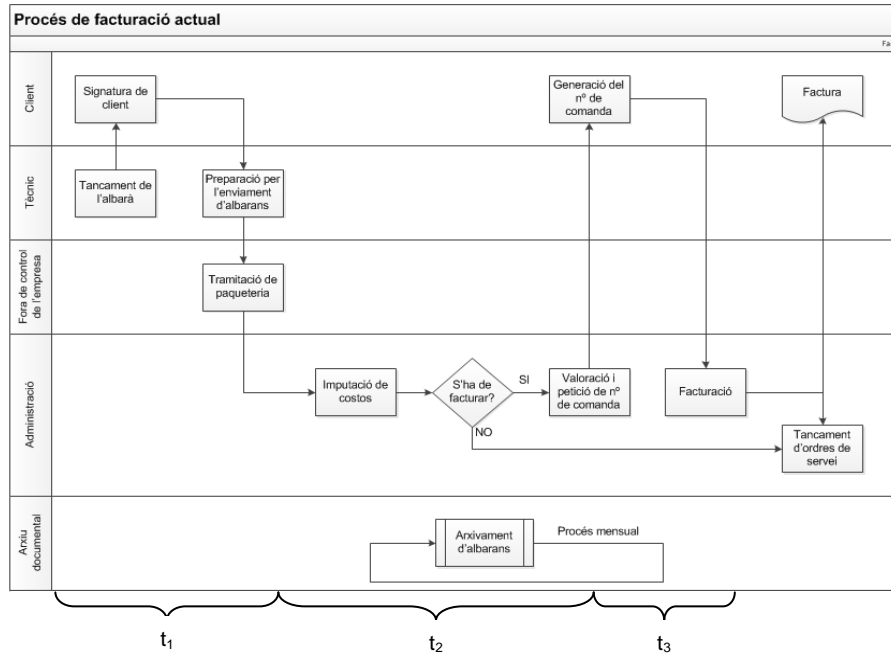 Procés de facturació actual
Client
Signatura de
client
Generació del
nº de
comanda
Factura
Tècnic
Tancament de
l'albarà
Preparació per
l'enviament
d'albarans
Fora de control
de l'empresa
Tramitació de
paqueteria
Administració
Imputació de
costos
S'ha de
facturar?
SI
NO
Valoració i
petició de nº
de comanda
Facturació
Tancament
d'ordres de
servei
Arxiu
documental
Arxivament
d'albarans
Procés mensual
t₁
t₂
t₃